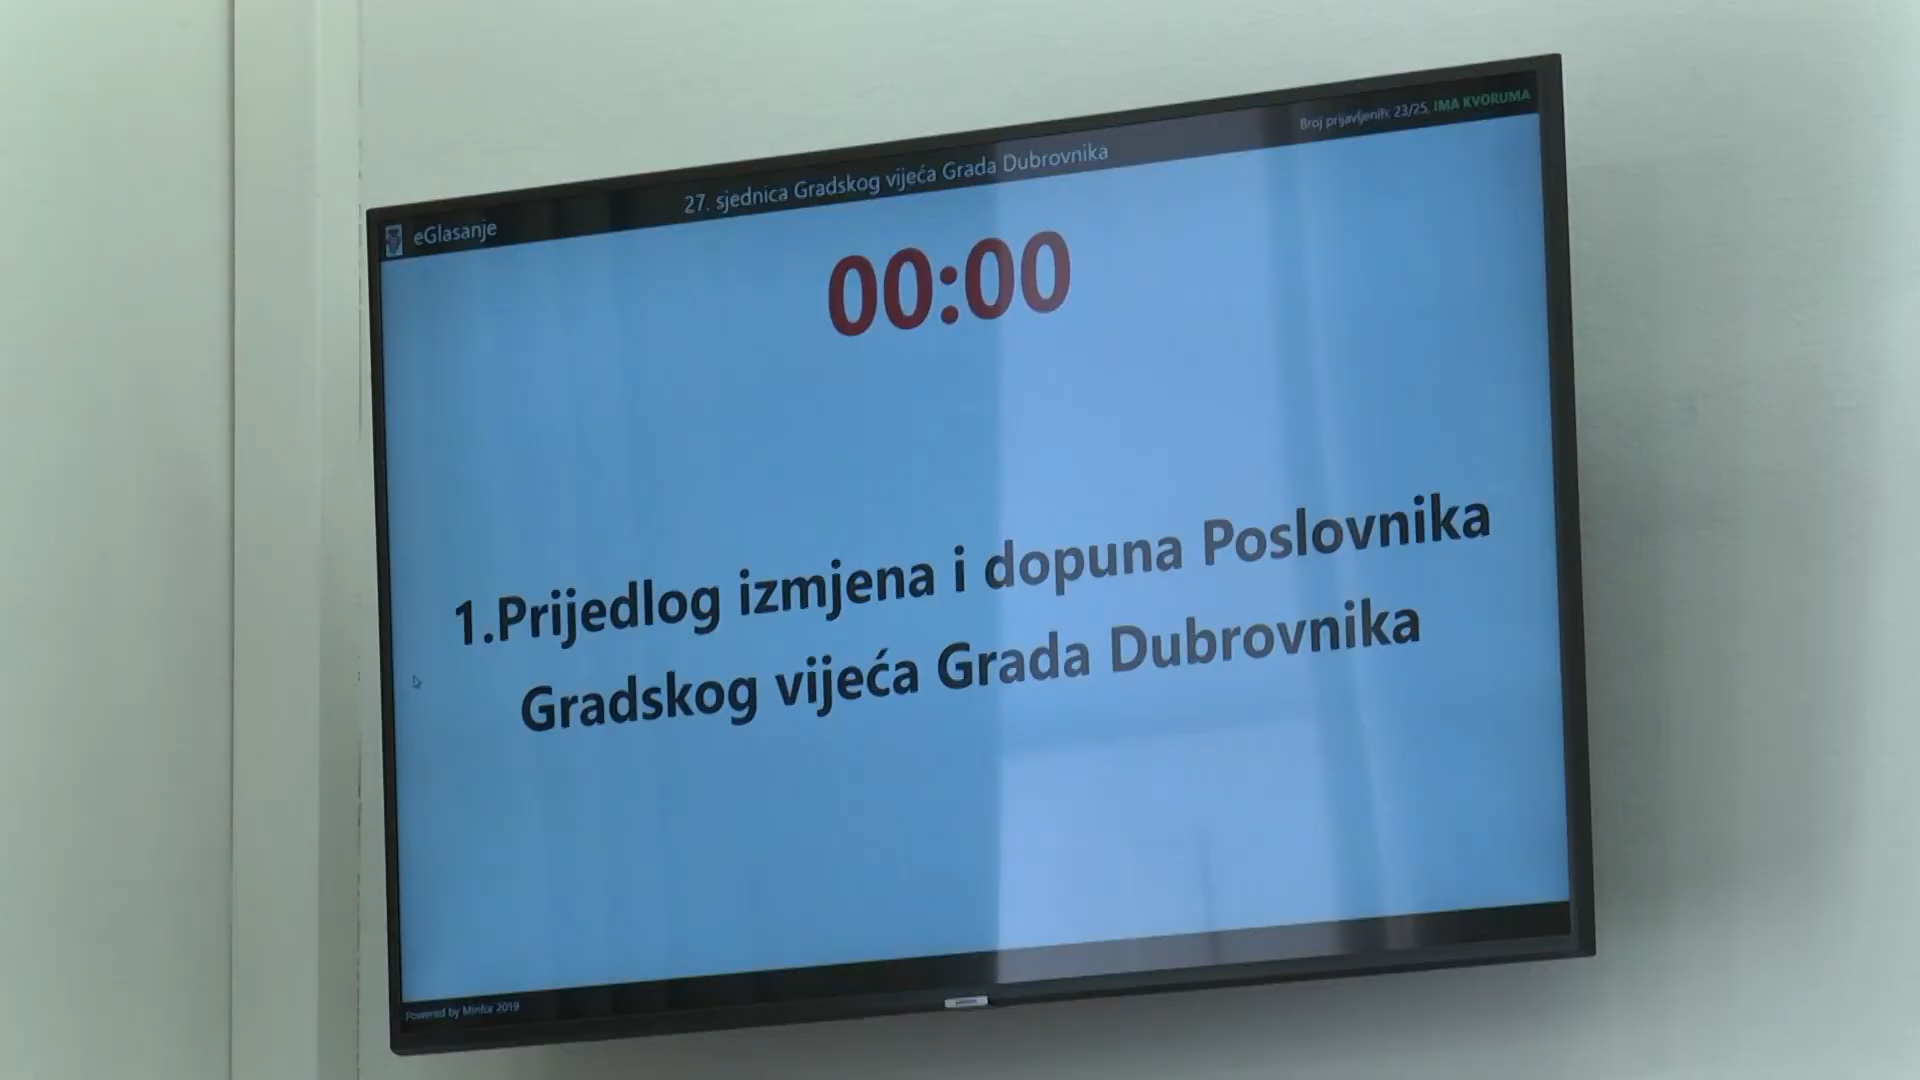 Broj prijavljenih: 23/25, IMA KVORUMA
eGlasanje
27. sjednica Gradskog vijeća Grada Dubrovnika
00:00
1.Prijedlog izmjena i dopuna Poslovnika
Gradskog vijeća Grada Dubrovnika
Powered by Minfor 2019